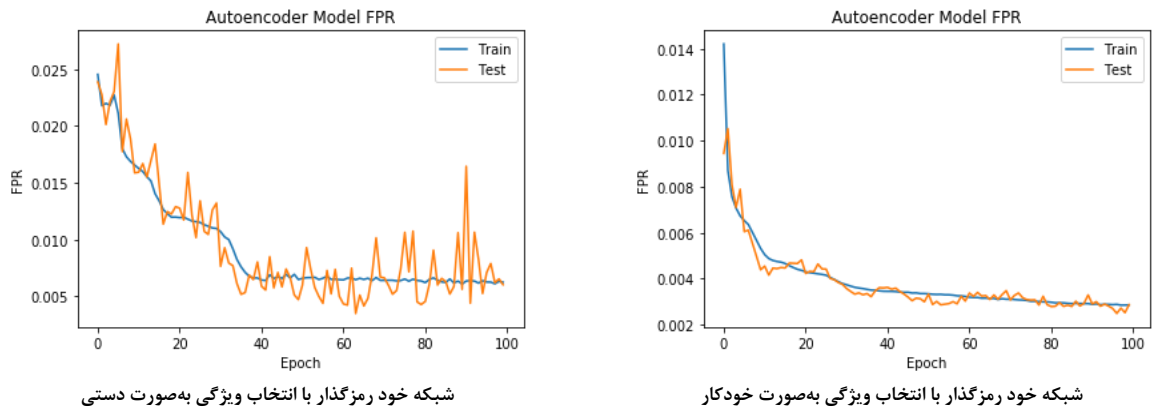 Autoencoder Model FPR
Train
Test
0.025
0.020
0.015
0.010
0.005
FPR
0 20 40 60 80 100
Epoch
شبکه خود رمزگذار با انتخاب ویژگی به‌صورت دستی
Autoencoder Model FPR
Train
Test
0.014
0.012
0.010
0.008
0.006
0.004
0.002
FPR
0 20 40 60 80 100
Epoch
شبکه خود رمزگذار با انتخاب ویژگی به‌صورت خودکار